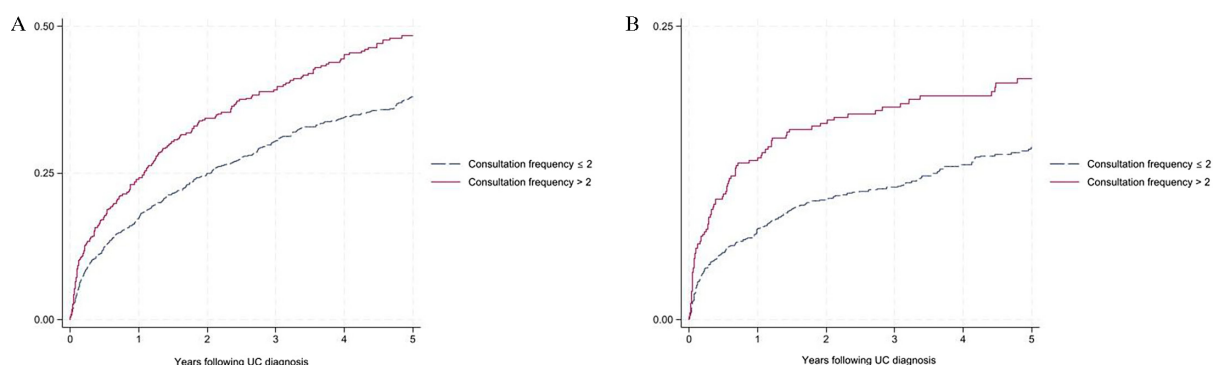 A
0.50
0.25
0.00
0 1 2 3 4 5
Years following UC diagnosis
Consultation frequency ≤ 2
Consultation frequency > 2
B
0.25
0.00
0 1 2 3 4 5
Years following UC diagnosis
Consultation frequency ≤ 2
Consultation frequency > 2